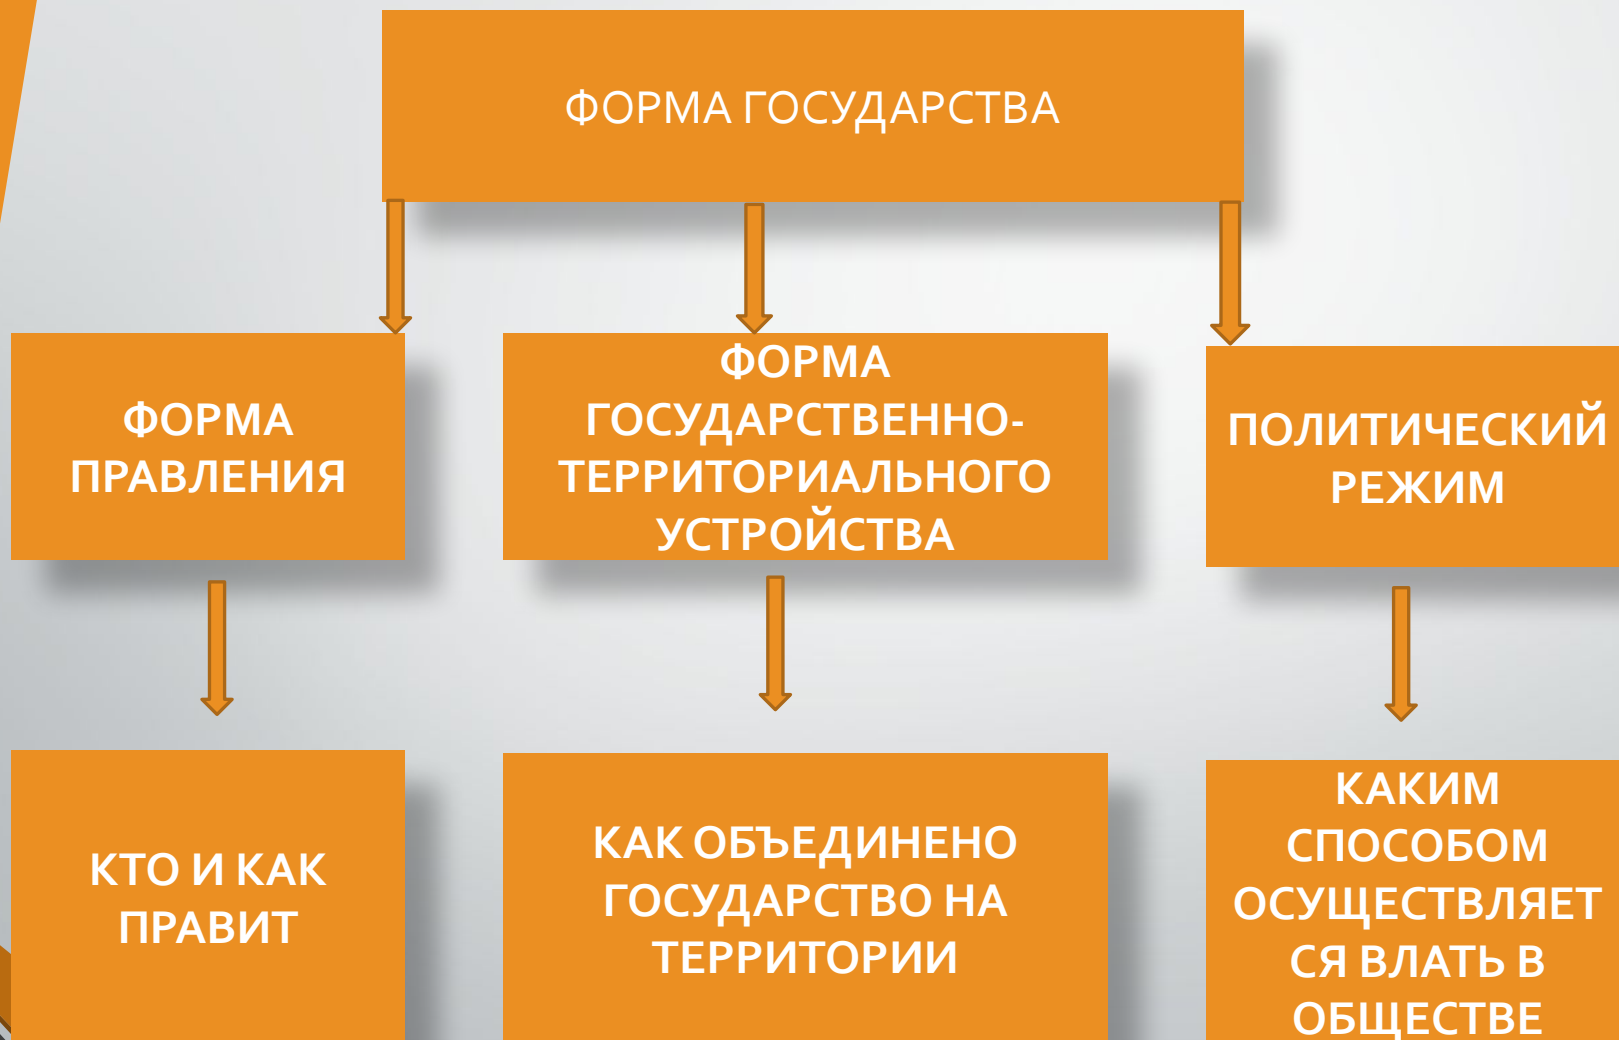 ФОРМА ГОСУДАРСТВА
ФОРМА
ПРАВЛЕНИЯ
ФОРМА
ГОСУДАРСТВЕННО-
ТЕРРИТОРИАЛЬНОГО
УСТРОЙСТВА
ПОЛИТИЧЕСКИЙ
РЕЖИМ
КТО И КАК
ПРАВИТ
КАК ОБЪЕДИНЕНО
ГОСУДАРСТВО НА
ТЕРРИТОРИИ
КАКИМ
СПОСОБОМ
ОСУЩЕСТВЛЯЕТ
СЯ ВЛАТЬ В
ОБЩЕСТВЕ